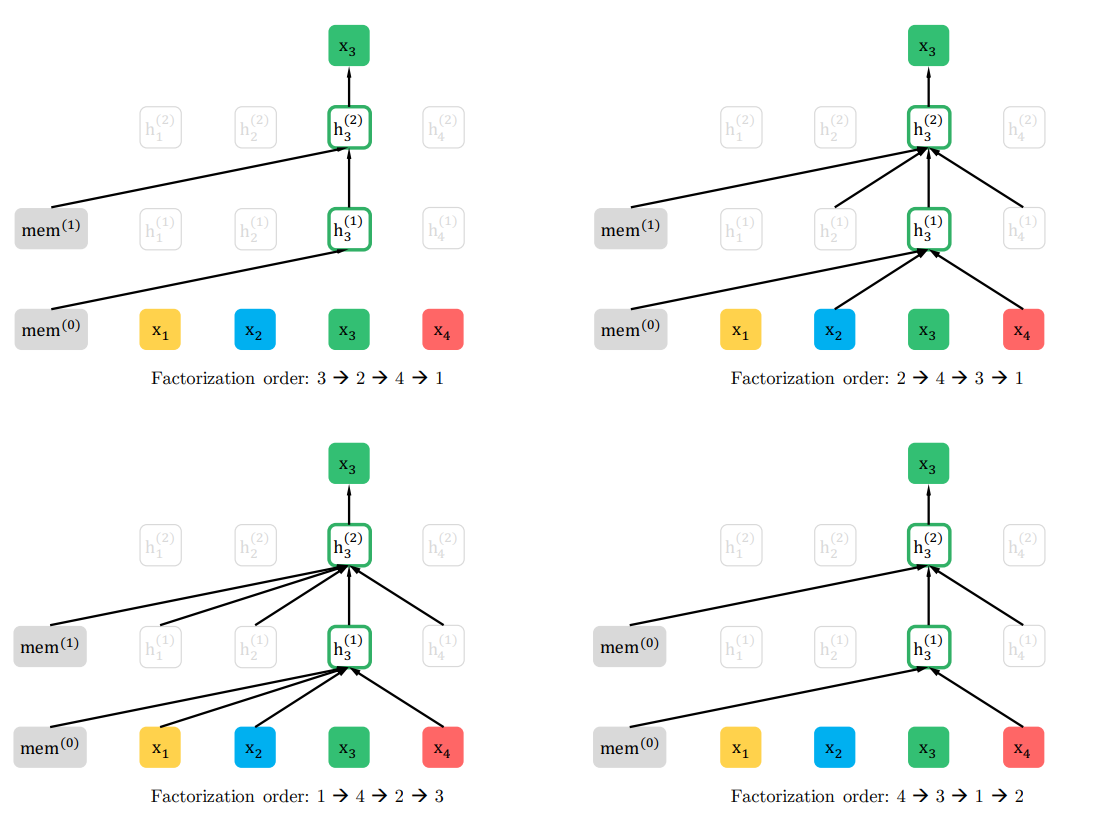 x₃
h₁⁽²⁾ h₂⁽²⁾ h₃⁽²⁾ h₄⁽²⁾
mem⁽¹⁾ h₁⁽¹⁾ h₂⁽¹⁾ h₃⁽¹⁾ h₄⁽¹⁾
mem⁽⁰⁾ x₁ x₂ x₃ x₄
Factorization order: 3 → 2 → 4 → 1
x₃
h₁⁽²⁾ h₂⁽²⁾ h₃⁽²⁾ h₄⁽²⁾
mem⁽¹⁾ h₁⁽¹⁾ h₂⁽¹⁾ h₃⁽¹⁾ h₄⁽¹⁾
mem⁽⁰⁾ x₁ x₂ x₃ x₄
Factorization order: 2 → 4 → 3 → 1
x₃
h₁⁽²⁾ h₂⁽²⁾ h₃⁽²⁾ h₄⁽²⁾
mem⁽¹⁾ h₁⁽¹⁾ h₂⁽¹⁾ h₃⁽¹⁾ h₄⁽¹⁾
mem⁽⁰⁾ x₁ x₂ x₃ x₄
Factorization order: 1 → 4 → 2 → 3
x₃
h₁⁽²⁾ h₂⁽²⁾ h₃⁽²⁾ h₄⁽²⁾
mem⁽⁰⁾ h₁⁽¹⁾ h₂⁽¹⁾ h₃⁽¹⁾ h₄⁽¹⁾
mem⁽⁰⁾ x₁ x₂ x₃ x₄
Factorization order: 4 → 3 → 1 → 2